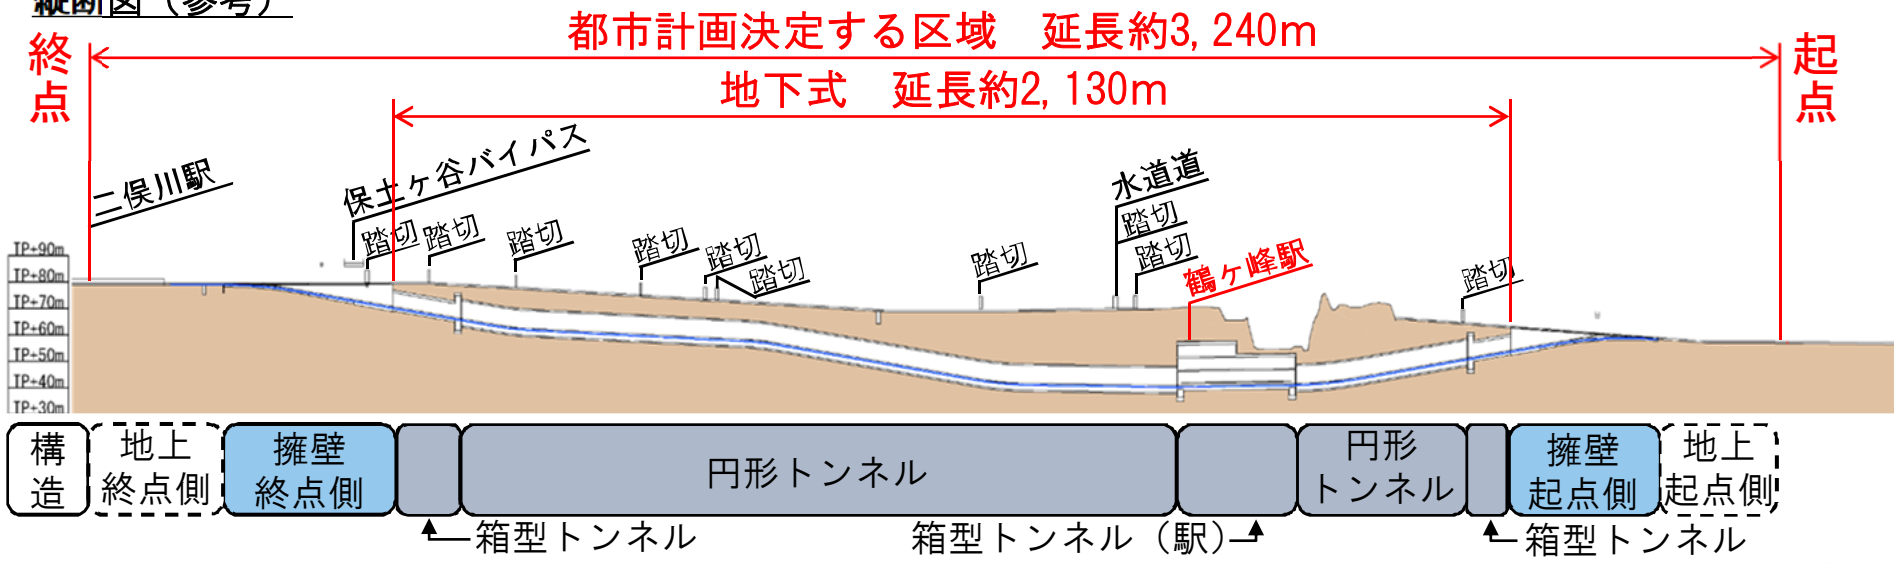 縦断図（参考）
都市計画決定する区域　延長約3,240m
終点
起点
地下式　延長約2,130m
二俣川駅
保土ヶ谷バイパス
水道道
踏切
踏切
踏切
踏切
踏切
踏切
踏切
踏切
踏切
鶴ヶ峰駅
踏切
TP+90m
TP+80m
TP+70m
TP+60m
TP+50m
TP+40m
TP+30m
構造
地上
終点側
擁壁
終点側
円形トンネル
円形
トンネル
擁壁
起点側
地上
起点側
箱型トンネル
箱型トンネル（駅）
箱型トンネル